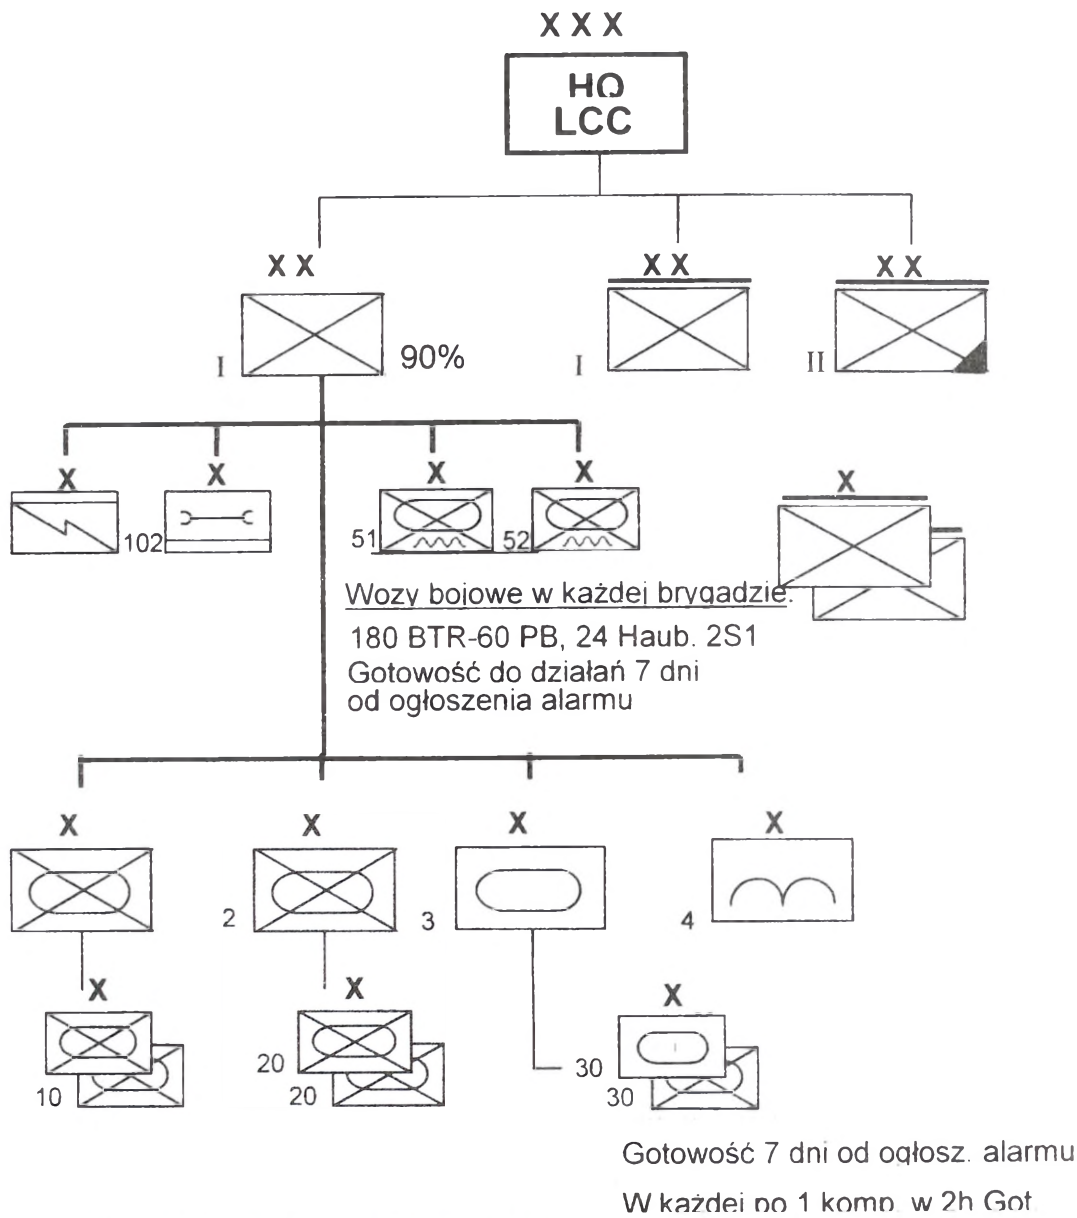 X X X
HQ
LCC
X X
X X
X X
I
90%
I
II
X
X
X
X
X
102
51
52
Wozy bojowe w każdej brygadzie:
180 BTR-60 PB, 24 Haub. 2S1
Gotowość do działań 7 dni
od ogłoszenia alarmu
X
X
X
X
2
3
4
X
X
X
10
20
20
30
30
Gotowość 7 dni od ogłosz. alarmu
W każdej po 1 komp. w 2h Got.